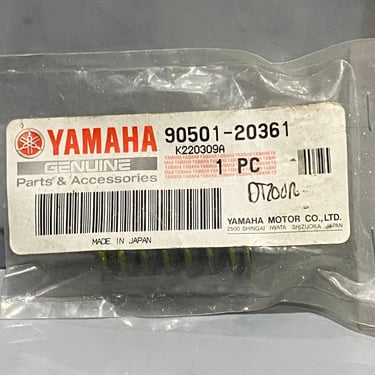 YAMAHA 90501-20361
K220309A
GENUINE
Parts & Accessories
1 PC
DT200R
YAMAHA MOTOR CO., LTD.
2500 SHINGAI IWATA SHIZUOKA JAPAN
MADE IN JAPAN